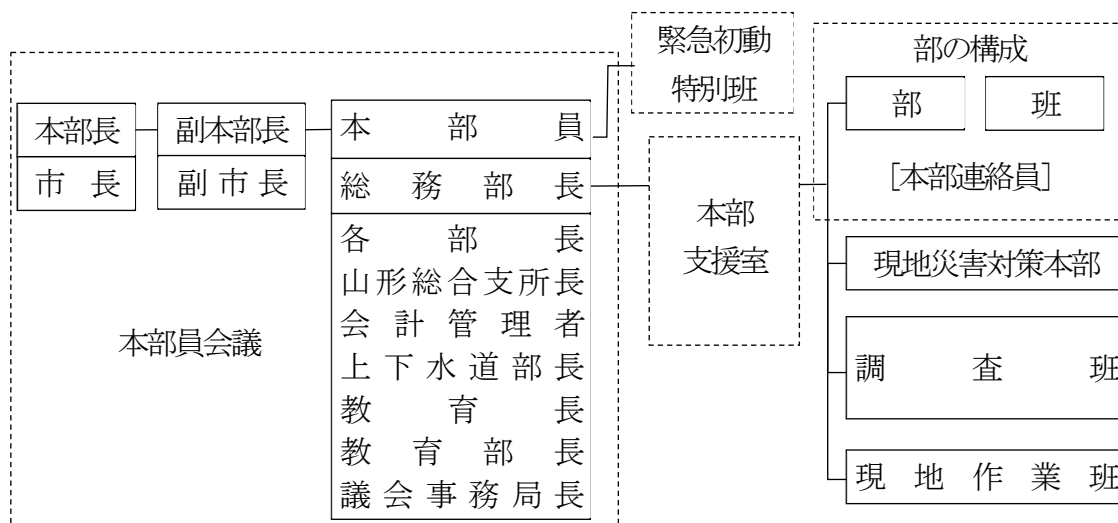 緊急初動
特別班
部の構成
部 班
[本部連絡員]
本部長 副本部長 本部員
市長 副市長 総務部長
各部長
山形総合支所長
会計管理者
上下水道部長
教育長
教育部長
議会事務局長
本部員会議
本部
支援室
現地災害対策本部
調査班
現地作業班